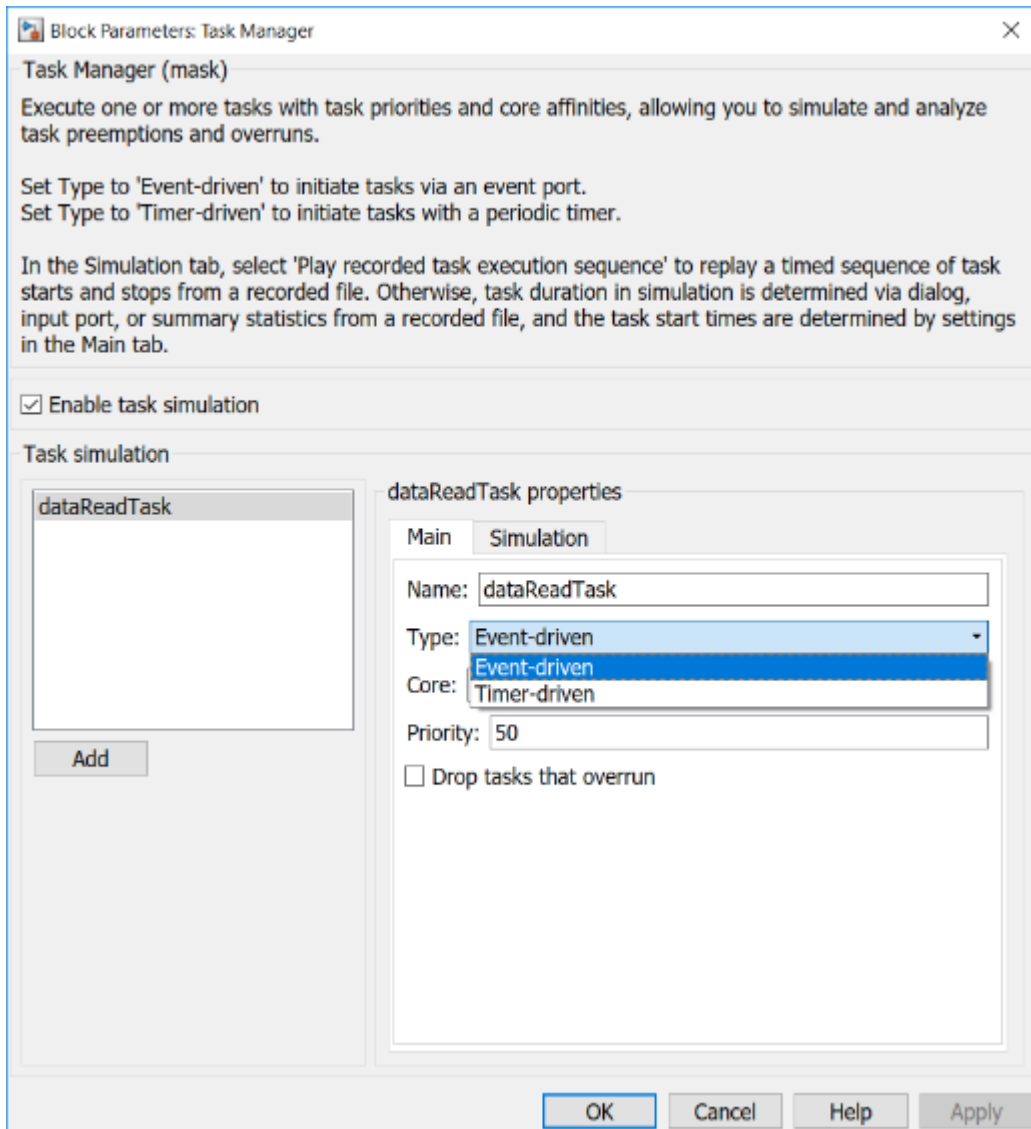 Block Parameters: Task Manager
Task Manager (mask)
Execute one or more tasks with task priorities and core affinities, allowing you to simulate and analyze
task preemptions and overruns.
Set Type to 'Event-driven' to initiate tasks via an event port.
Set Type to 'Timer-driven' to initiate tasks with a periodic timer.
In the Simulation tab, select 'Play recorded task execution sequence' to replay a timed sequence of task
starts and stops from a recorded file. Otherwise, task duration in simulation is determined via dialog,
input port, or summary statistics from a recorded file, and the task start times are determined by settings
in the Main tab.
Enable task simulation
Task simulation
dataReadTask
Add
dataReadTask properties
Main Simulation
Name: dataReadTask
Type: Event-driven
Event-driven
Core:
Timer-driven
Priority: 50
Drop tasks that overrun
OK Cancel Help Apply